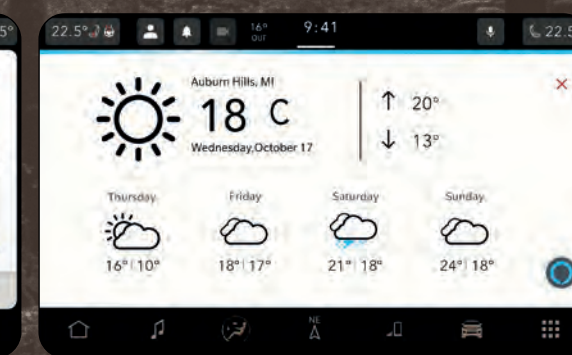 5°
22.5°
16°
OUT
9:41
22.5
Auburn Hills, MI
18 C
Wednesday,October 17
↑ 20°
↓ 13°
Thursday
Friday
Saturday
Sunday
16° 10°
18° 17°
21° 18°
24° 18°
NE